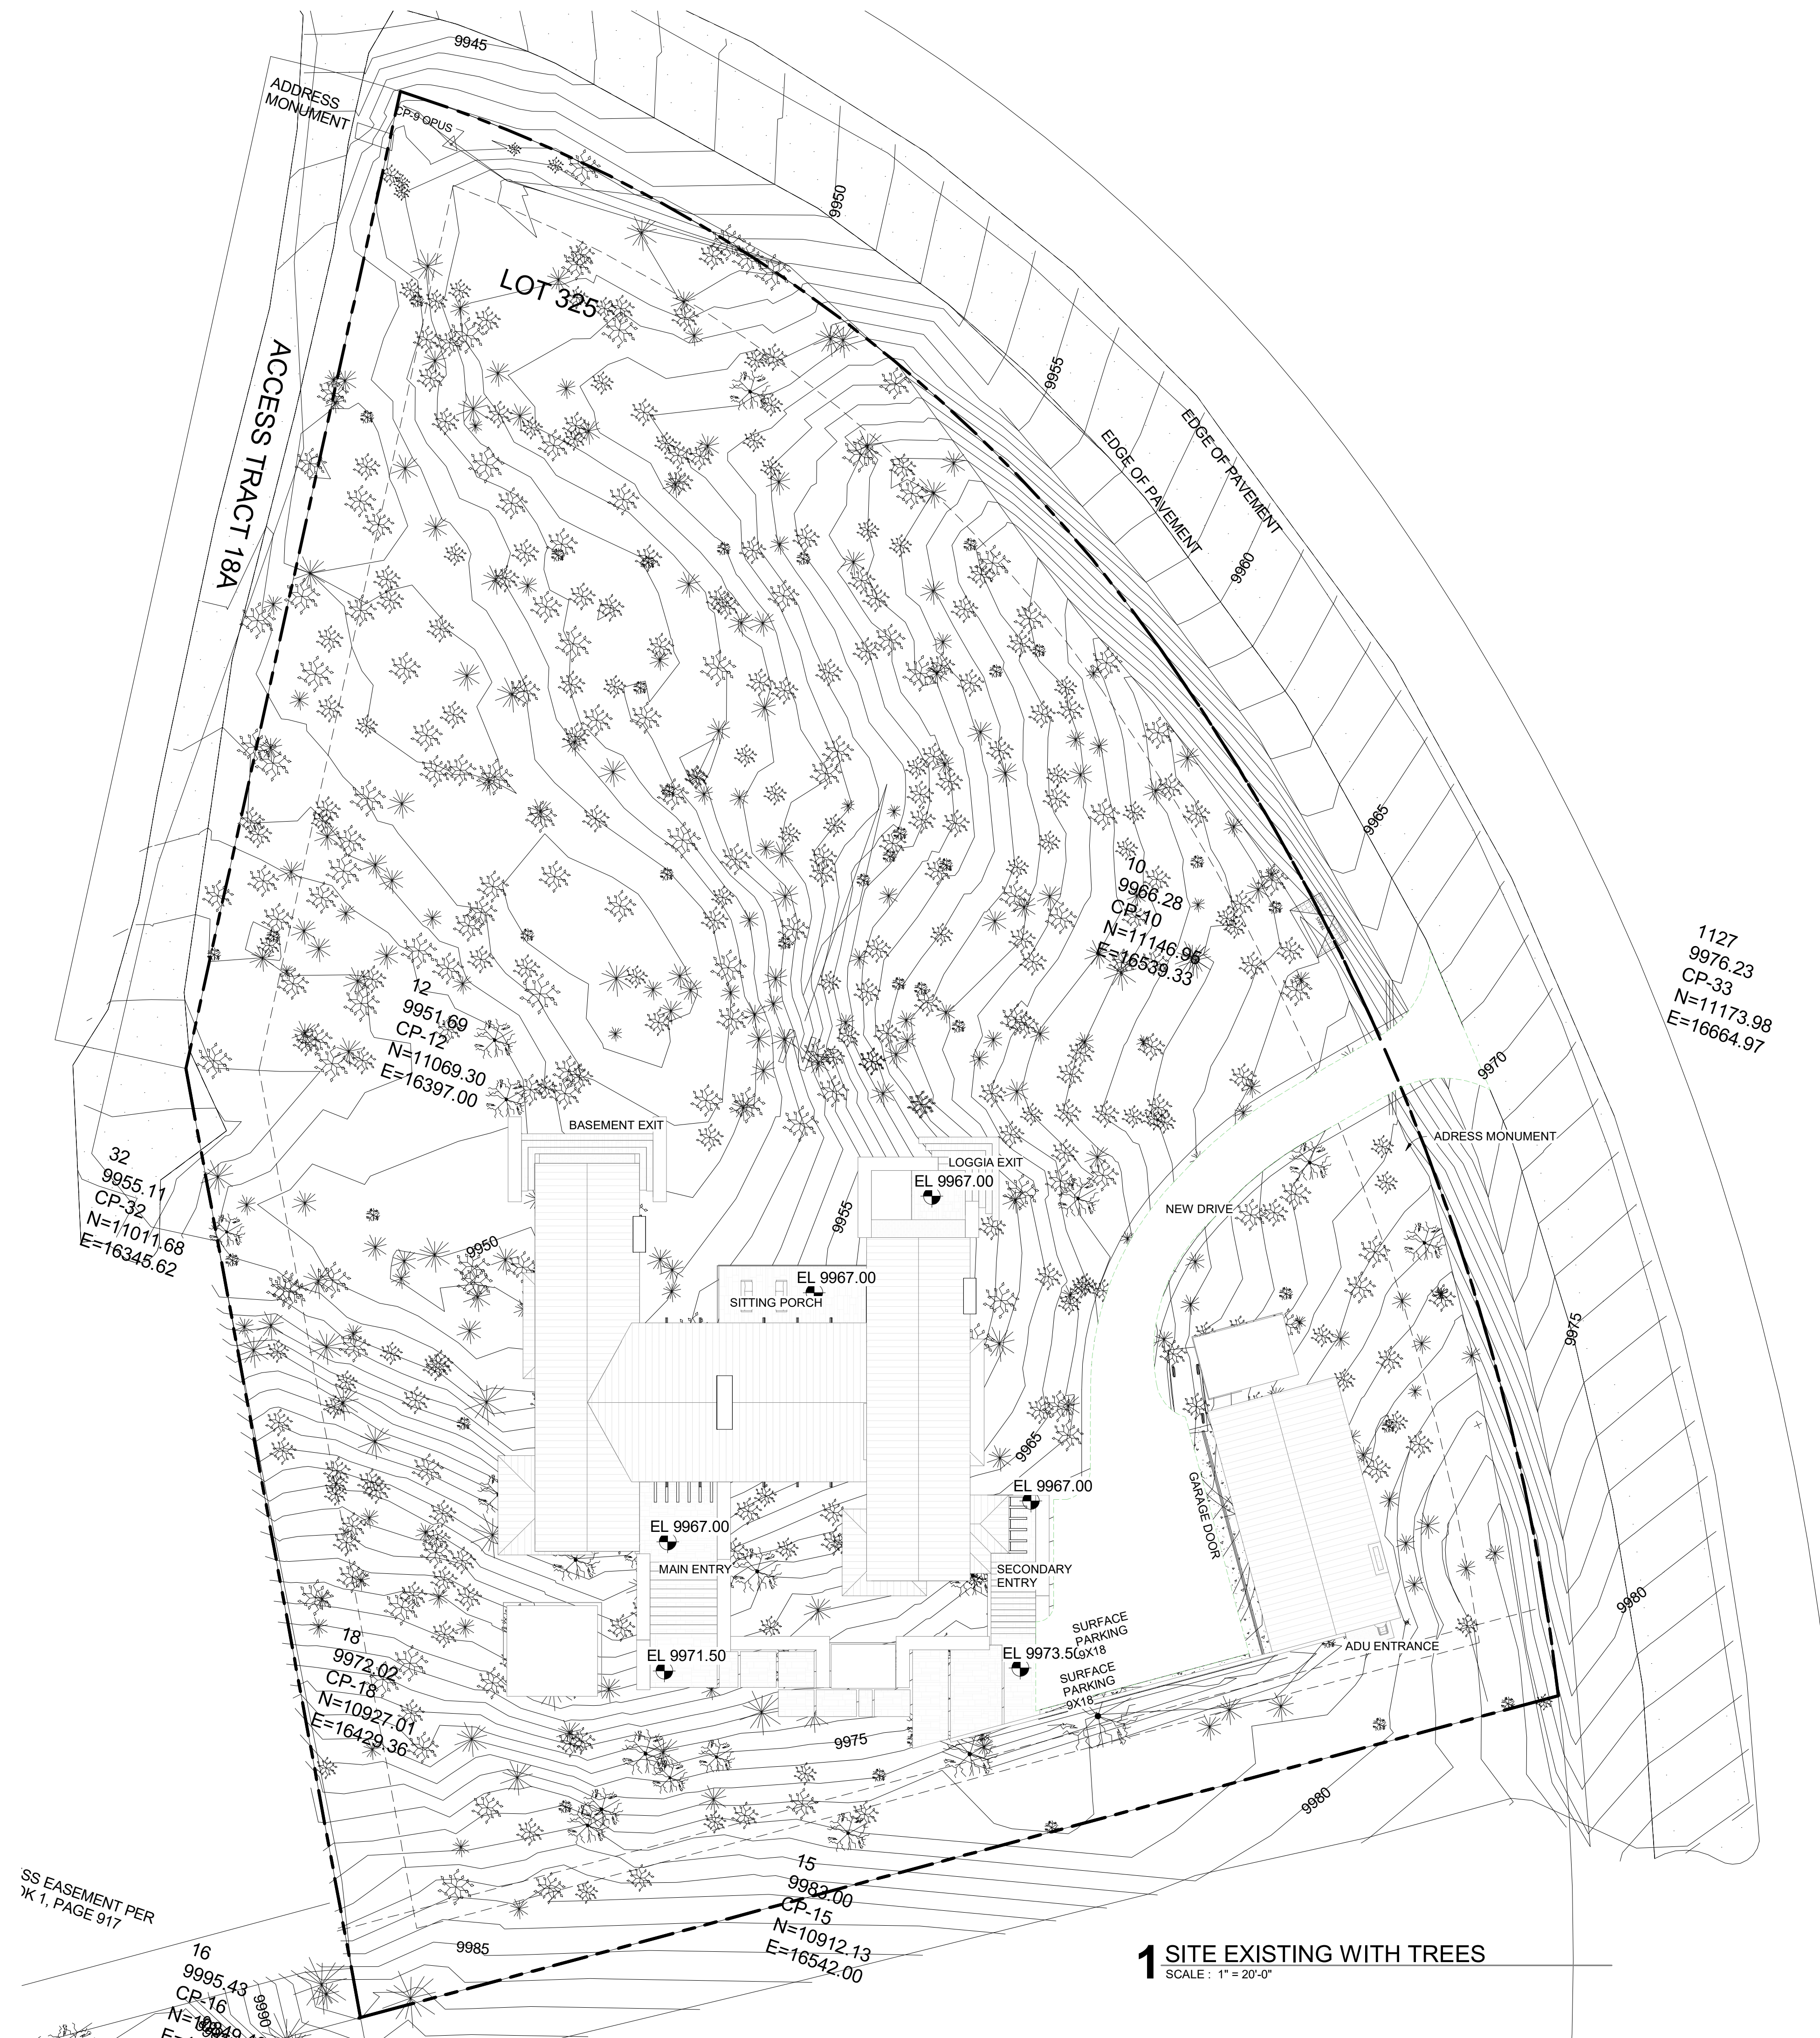 9945
ADDRESS
MONUMENT
CP-9 OPUS
9950
LOT 325
ACCESS TRACT 18A
9955
EDGE OF PAVEMENT
EDGE OF PAVEMENT
9960
9965
10
9966.28
CP-10
N=11146.96
E=16539.33
1127
9976.23
CP-33
N=11173.98
E=16664.97
12
9951.69
CP-12
N=11069.30
E=16397.00
9970
BASEMENT EXIT
ADRESS MONUMENT
32
9955.11
CP-32
N=11011.68
E=16345.62
LOGGIA EXIT
EL 9967.00
NEW DRIVE
9955
9950
EL 9967.00
SITTING PORCH
9975
9965
EL 9967.00
GARAGE DOOR
EL 9967.00
MAIN ENTRY
SECONDARY
ENTRY
9980
SURFACE
PARKING
9X18
ADU ENTRANCE
18
9972.02
CP-18
N=10927.01
E=16429.36
EL 9971.50
EL 9973.50
SURFACE
PARKING
9X18
9975
9980
15
9983.00
CP-15
N=10912.13
E=16542.00
SS EASEMENT PER
OK 1, PAGE 917
9985
16
9995.43
CP-16
9990
1 SITE EXISTING WITH TREES
SCALE : 1" = 20'-0"